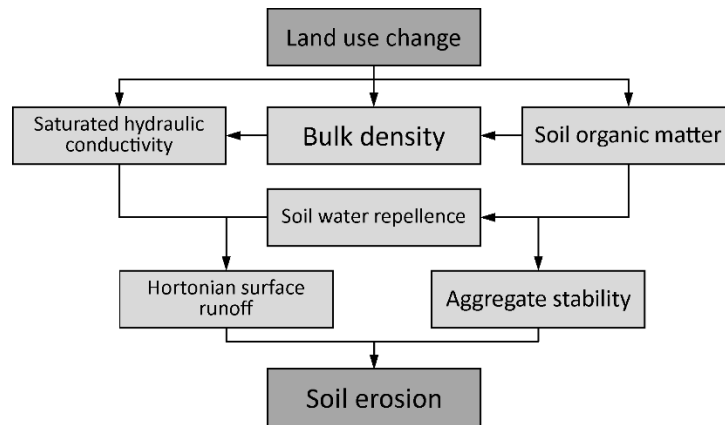 Land use change
Saturated hydraulic
conductivity
Bulk density
Soil organic matter
Soil water repellence
Hortonian surface
runoff
Aggregate stability
Soil erosion